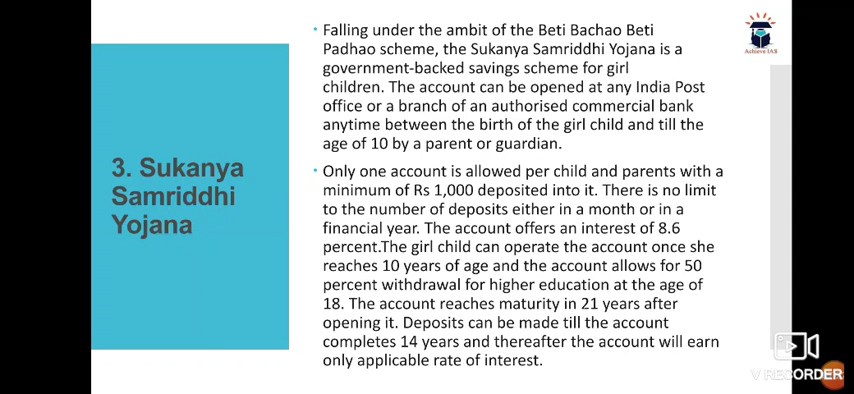 3. Sukanya
Samriddhi
Yojana
• Falling under the ambit of the Beti Bachao Beti
Padhao scheme, the Sukanya Samriddhi Yojana is a
government-backed savings scheme for girl
children. The account can be opened at any India Post
office or a branch of an authorised commercial bank
anytime between the birth of the girl child and till the
age of 10 by a parent or guardian.
• Only one account is allowed per child and parents with a
minimum of Rs 1,000 deposited into it. There is no limit
to the number of deposits either in a month or in a
financial year. The account offers an interest of 8.6
percent.The girl child can operate the account once she
reaches 10 years of age and the account allows for 50
percent withdrawal for higher education at the age of
18. The account reaches maturity in 21 years after
opening it. Deposits can be made till the account
completes 14 years and thereafter the account will earn
only applicable rate of interest.
Achieve IAS
V RECORDER